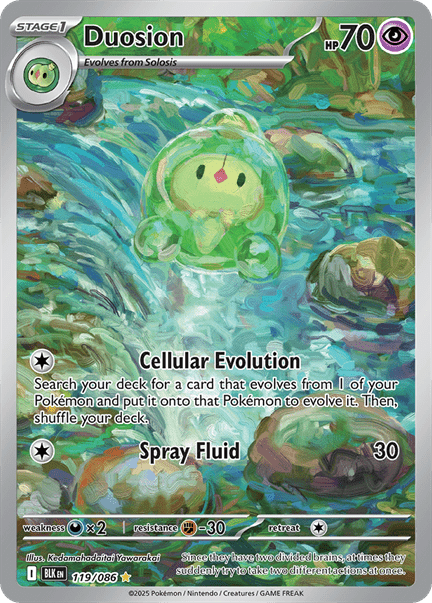 STAGE1
Duosion
HP70
Evolves from Solosis
Cellular Evolution
Search your deck for a card that evolves from 1 of your
Pokémon and put it onto that Pokémon to evolve it. Then,
shuffle your deck.
Spray Fluid 30
weakness ×2 resistance -30 retreat
Illus. Kedamahadaitai Yawarakai
I BLK EN 119/086
Since they have two divided brains, at times they
suddenly try to take two different actions at once.
©2025 Pokémon / Nintendo / Creatures / GAME FREAK